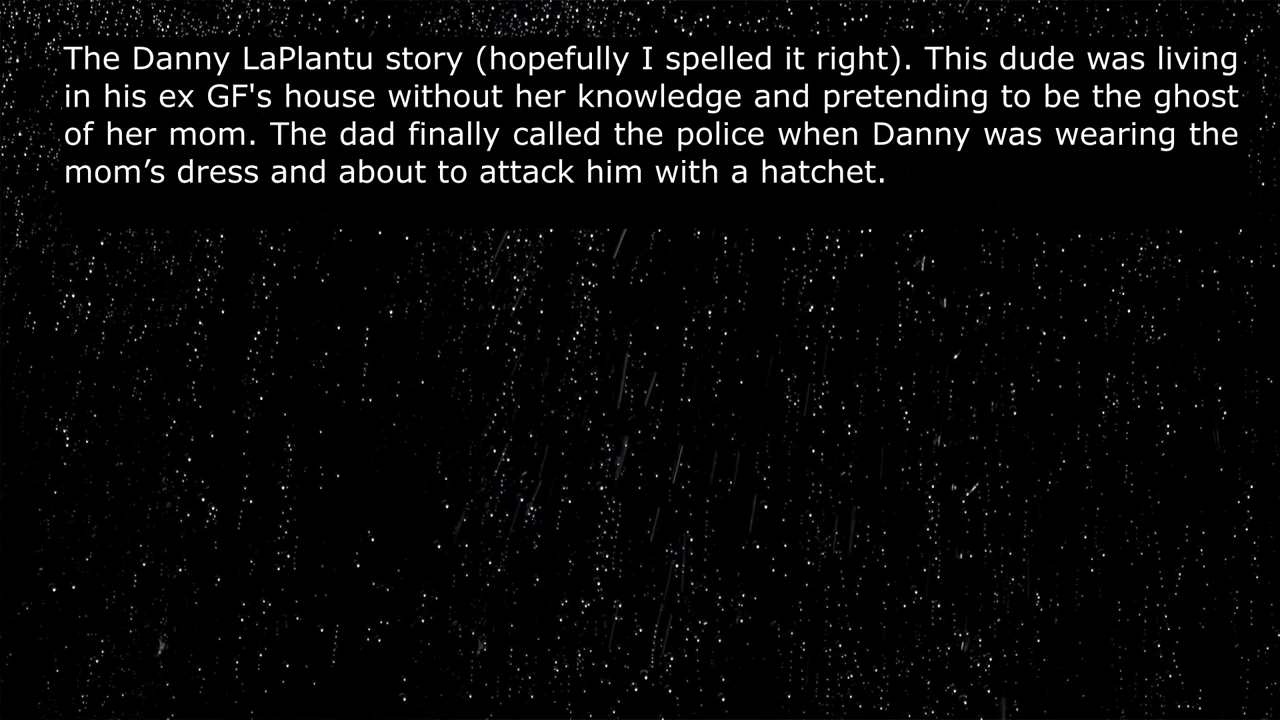 The Danny LaPlantu story (hopefully I spelled it right). This dude was living
in his ex GF's house without her knowledge and pretending to be the ghost
of her mom. The dad finally called the police when Danny was wearing the
mom’s dress and about to attack him with a hatchet.